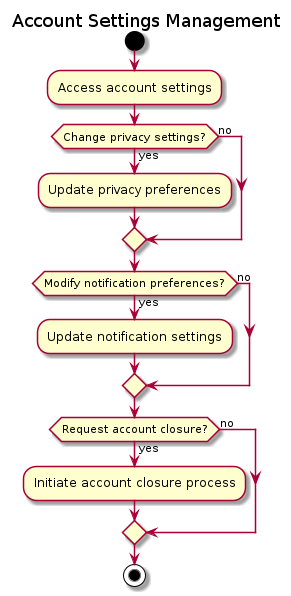 Account Settings Management
Access account settings
Change privacy settings?
no
yes
Update privacy preferences
Modify notification preferences?
no
yes
Update notification settings
Request account closure?
no
yes
Initiate account closure process